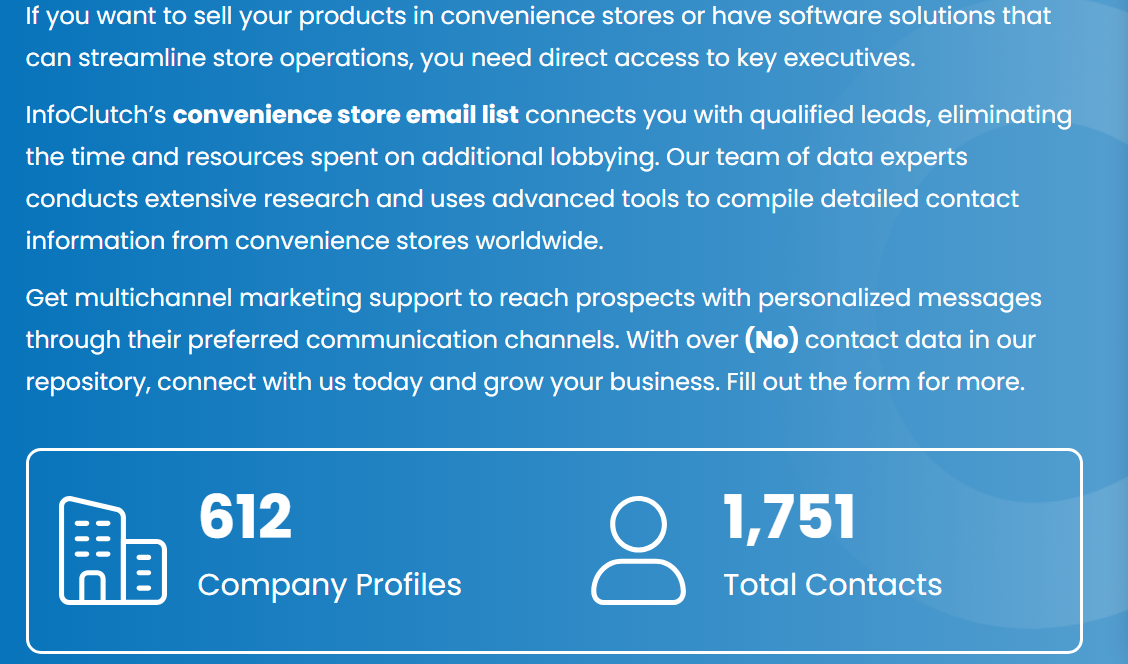 If you want to sell your products in convenience stores or have software solutions that
can streamline store operations, you need direct access to key executives.
InfoClutch’s convenience store email list connects you with qualified leads, eliminating
the time and resources spent on additional lobbying. Our team of data experts
conducts extensive research and uses advanced tools to compile detailed contact
information from convenience stores worldwide.
Get multichannel marketing support to reach prospects with personalized messages
through their preferred communication channels. With over (No) contact data in our
repository, connect with us today and grow your business. Fill out the form for more.
612
Company Profiles
1,751
Total Contacts